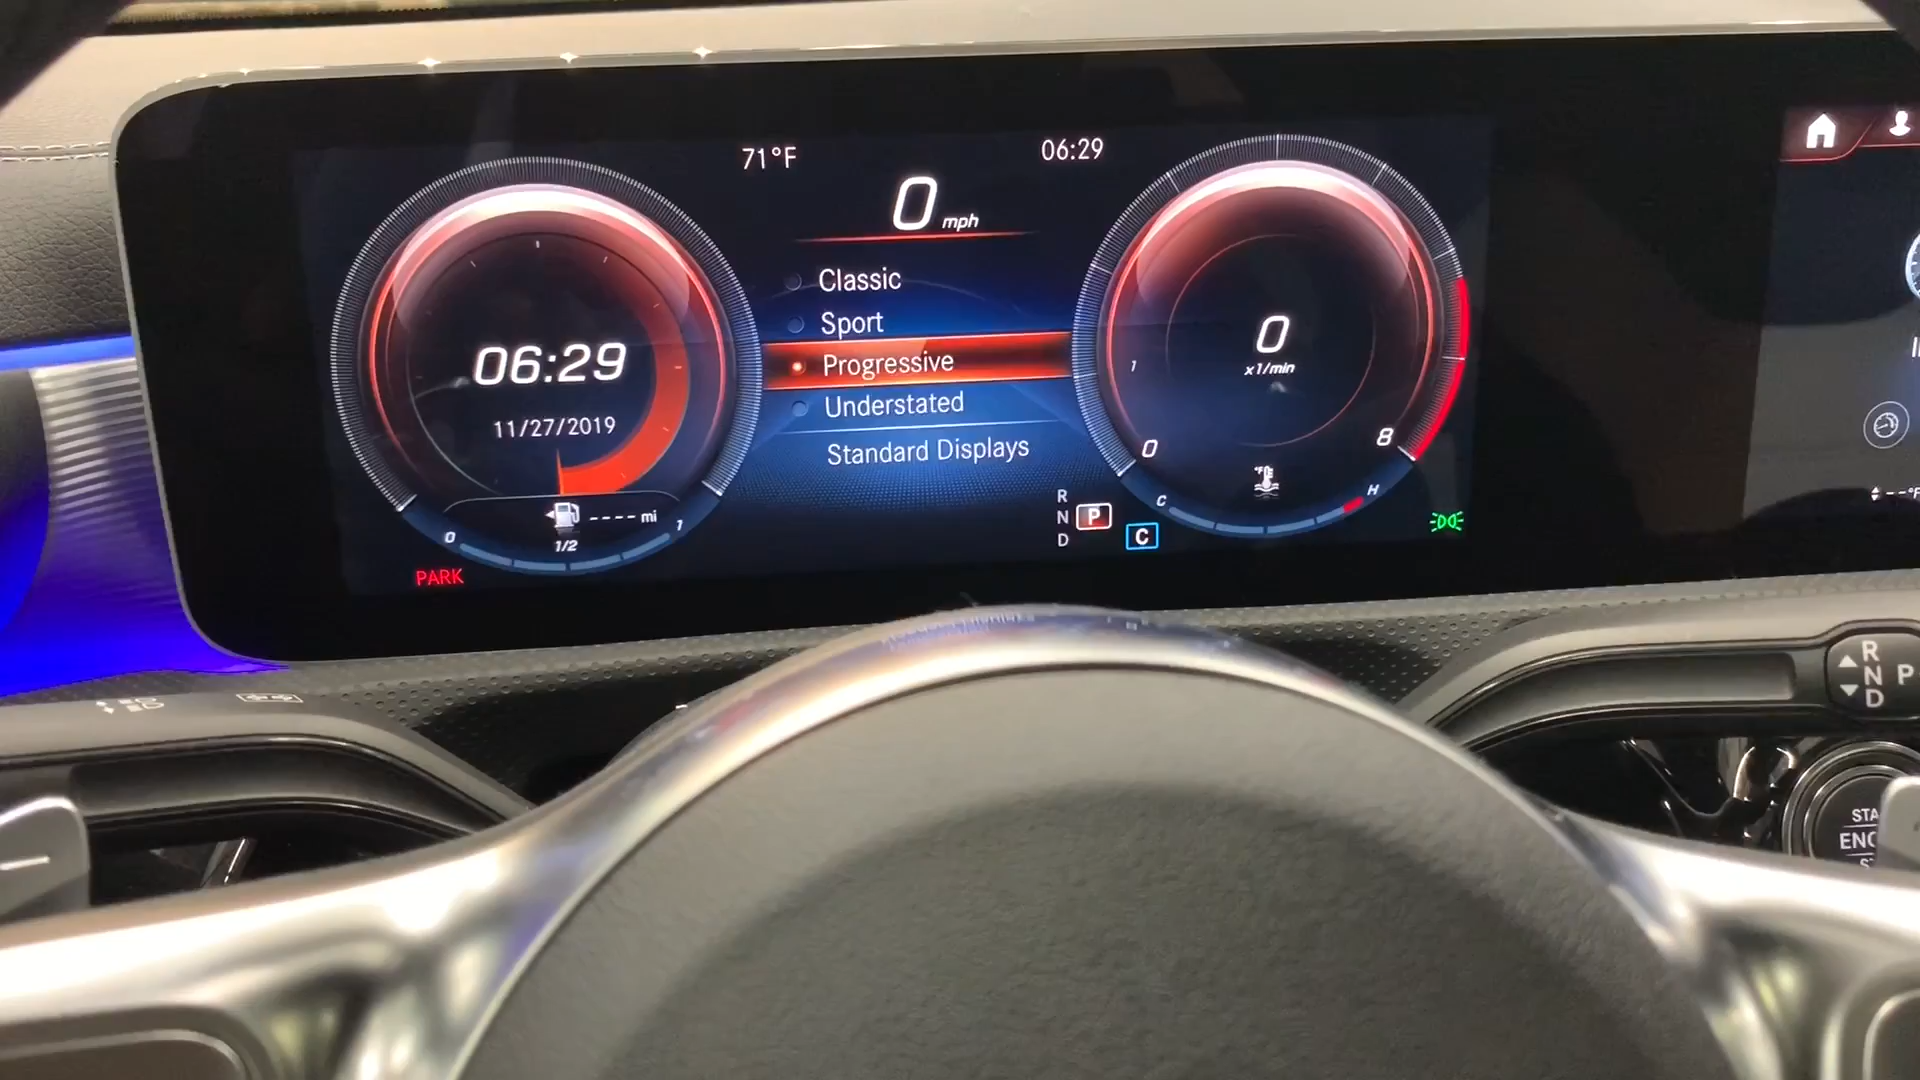 71°F
06:29
0 mph
Classic
Sport
Progressive
Understated
Standard Displays
06:29
11/27/2019
---- mi
0
1/2
1
PARK
1
0
x1/min
0
8
C
H
°F
R
N
D
P
C
--°F
R
N
D
P